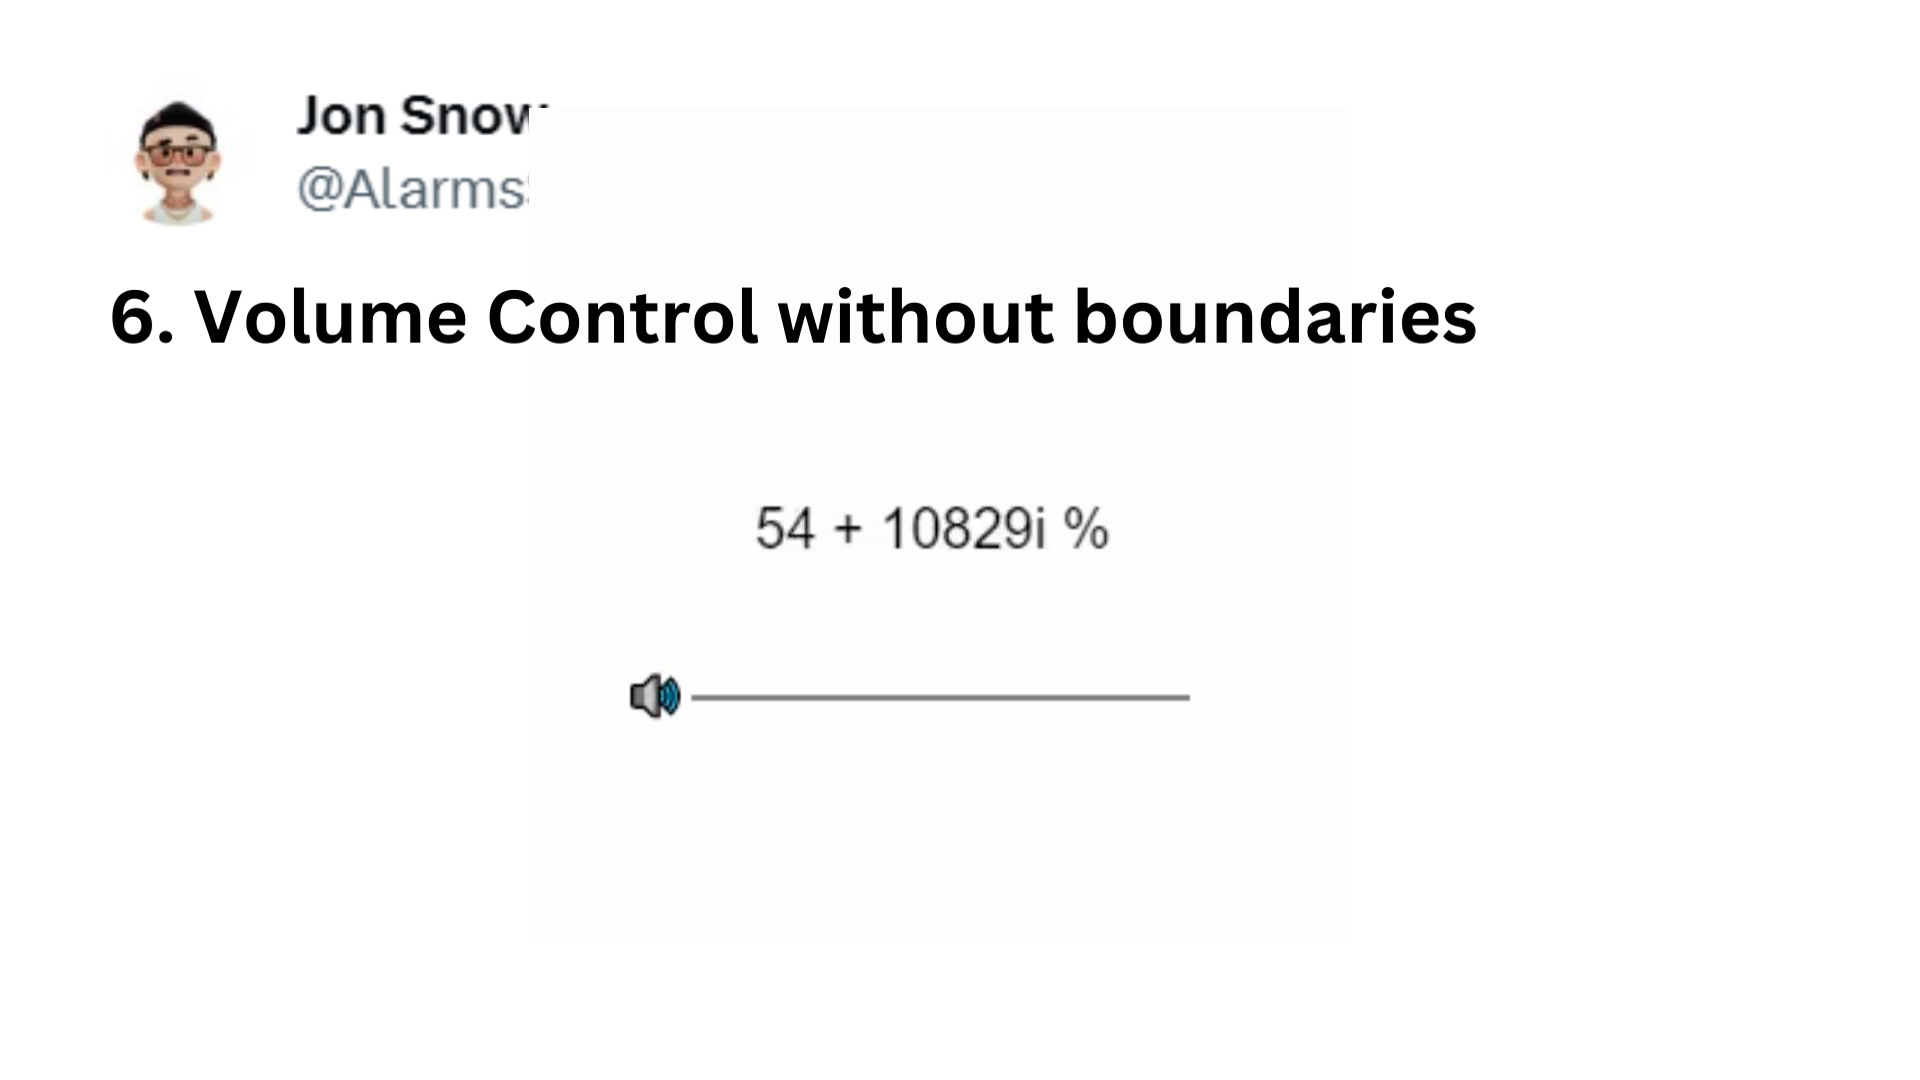 Jon Snow
@Alarms
6. Volume Control without boundaries
54 + 10829i %